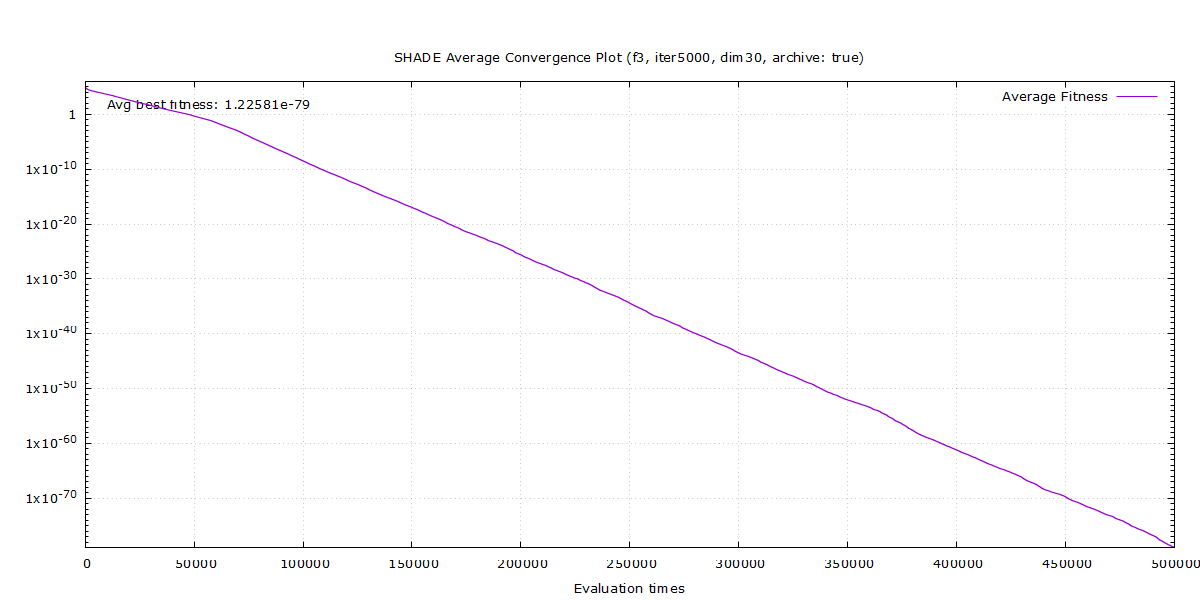 SHADE Average Convergence Plot (f3, iter5000, dim30, archive: true)
Avg best fitness: 1.22581e-79
Average Fitness
1
1x10^-10
1x10^-20
1x10^-30
1x10^-40
1x10^-50
1x10^-60
1x10^-70
0 50000 100000 150000 200000 250000 300000 350000 400000 450000 500000
Evaluation times